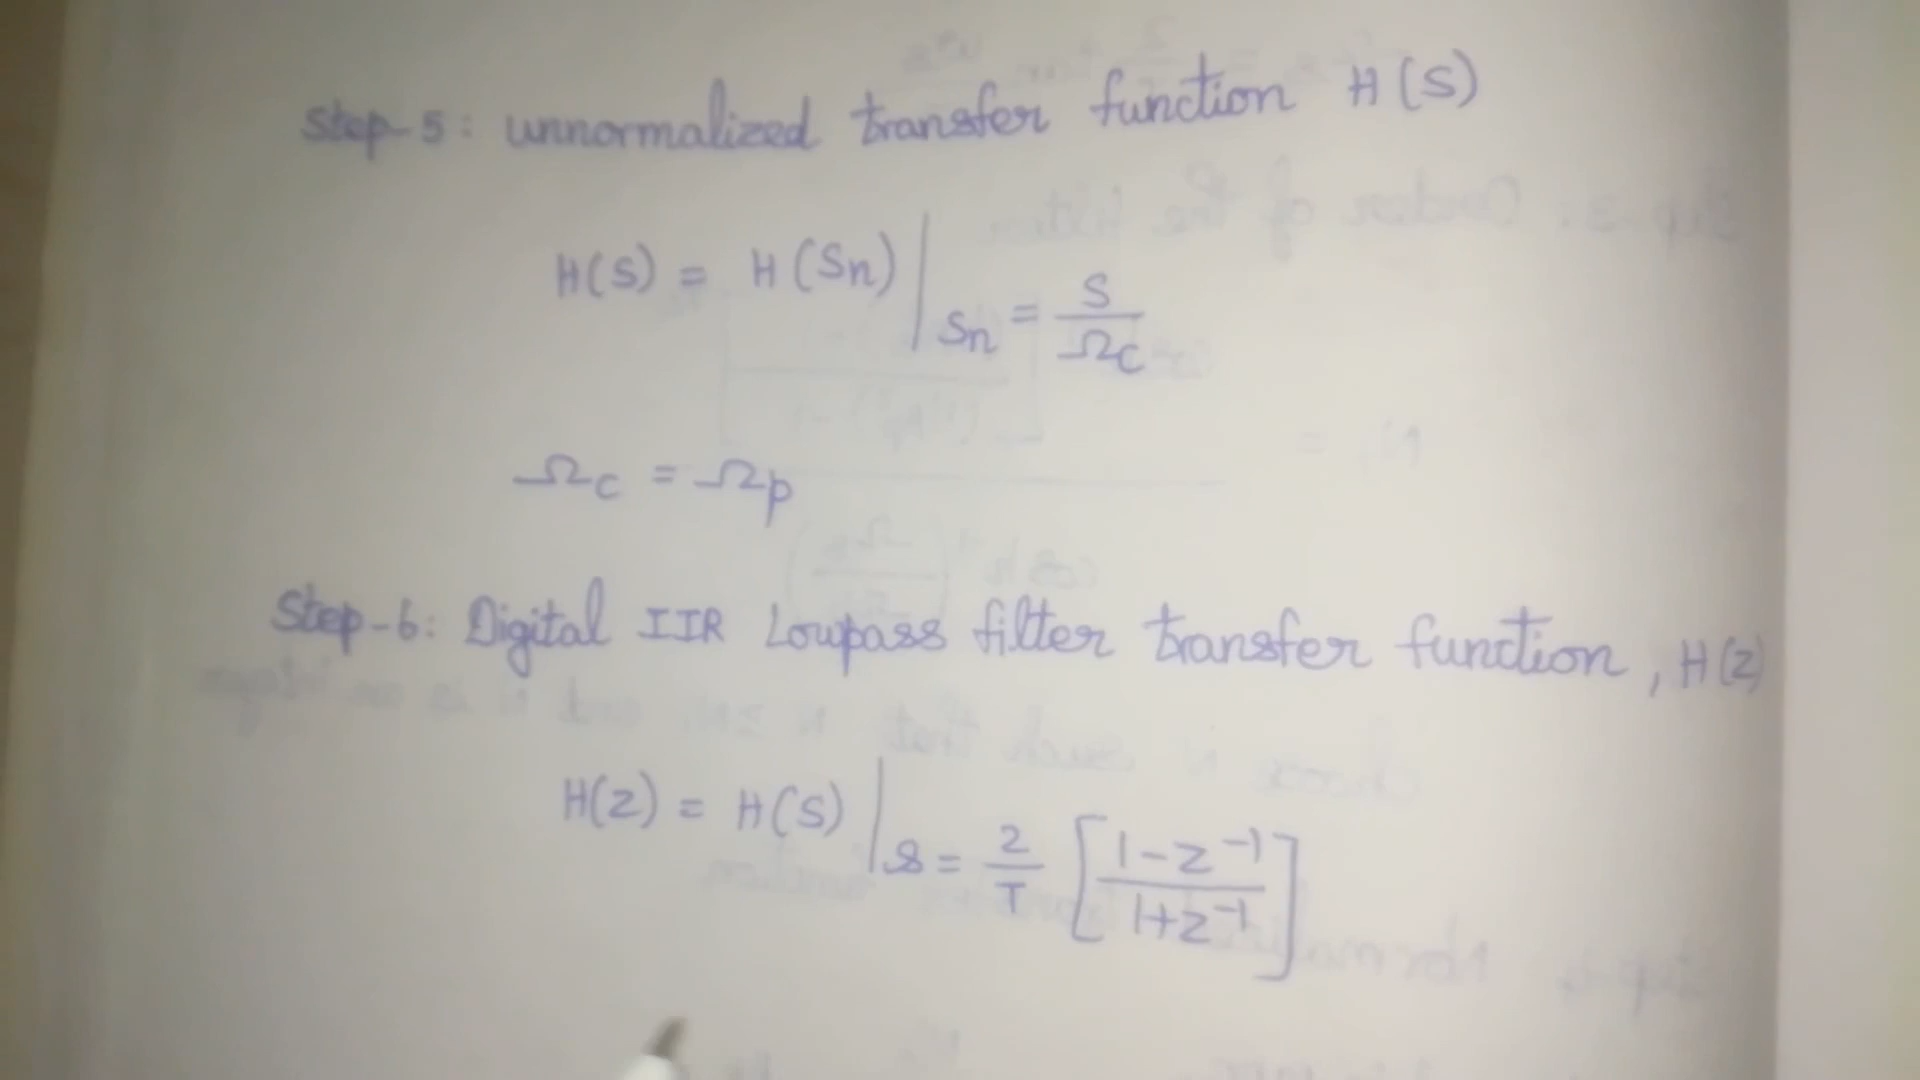 Step-5: unnormalized transfer function H(S)
H(S) = H(Sn) | Sn = S/Ωc
Ωc = Ωp
Step-6: Digital IIR Lowpass filter transfer function, H(z)
H(z) = H(S) | s = 2/T [1-z⁻¹/1+z⁻¹]